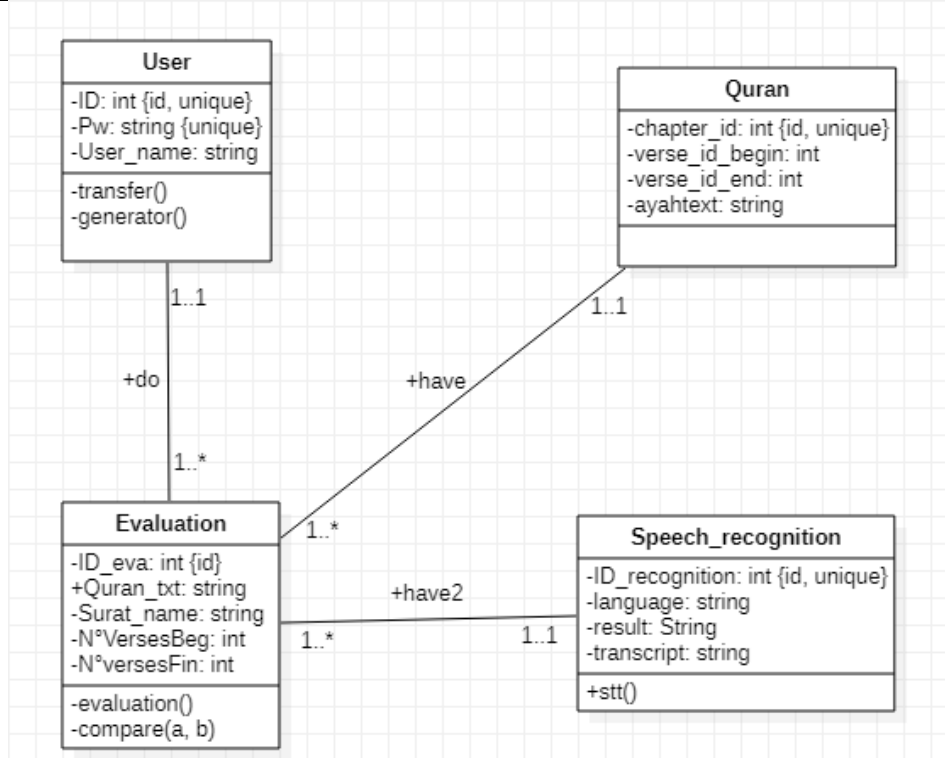 User
-ID: int {id, unique}
-Pw: string {unique}
-User_name: string
-transfer()
-generator()
Quran
-chapter_id: int {id, unique}
-verse_id_begin: int
-verse_id_end: int
-ayahtext: string
1..1
1..1
+do
+have
1..*
1..*
Evaluation
-ID_eva: int {id}
+Quran_txt: string
-Surat_name: string
-N°VersesBeg: int
-N°versesFin: int
-evaluation()
-compare(a, b)
+have2
1..*
1..1
Speech_recognition
-ID_recognition: int {id, unique}
-language: string
-result: String
-transcript: string
+stt()